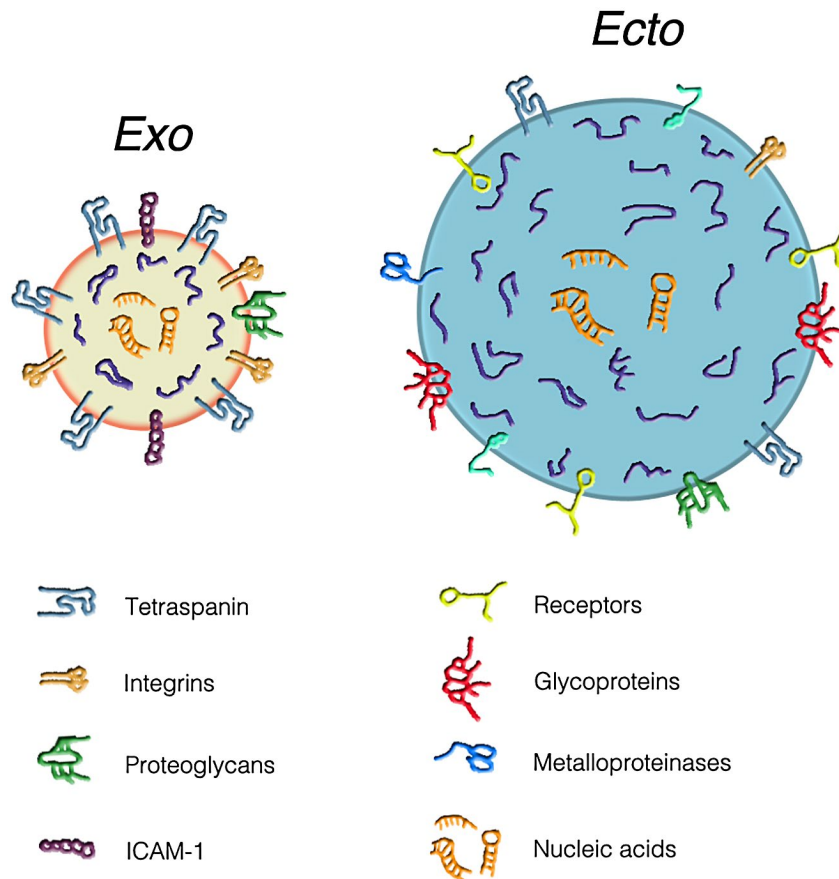 Ecto
Exo
Tetraspanin
Receptors
Integrins
Glycoproteins
Proteoglycans
Metalloproteinases
ICAM-1
Nucleic acids